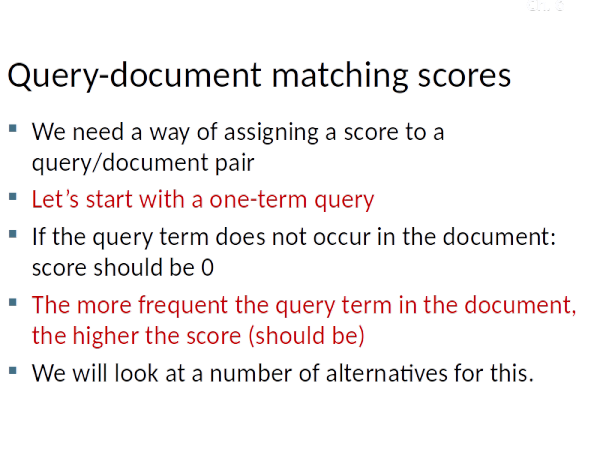 Query-document matching scores
We need a way of assigning a score to a
query/document pair
Let's start with a one-term query
If the query term does not occur in the document:
score should be 0
The more frequent the query term in the document,
the higher the score (should be)
We will look at a number of alternatives for this.